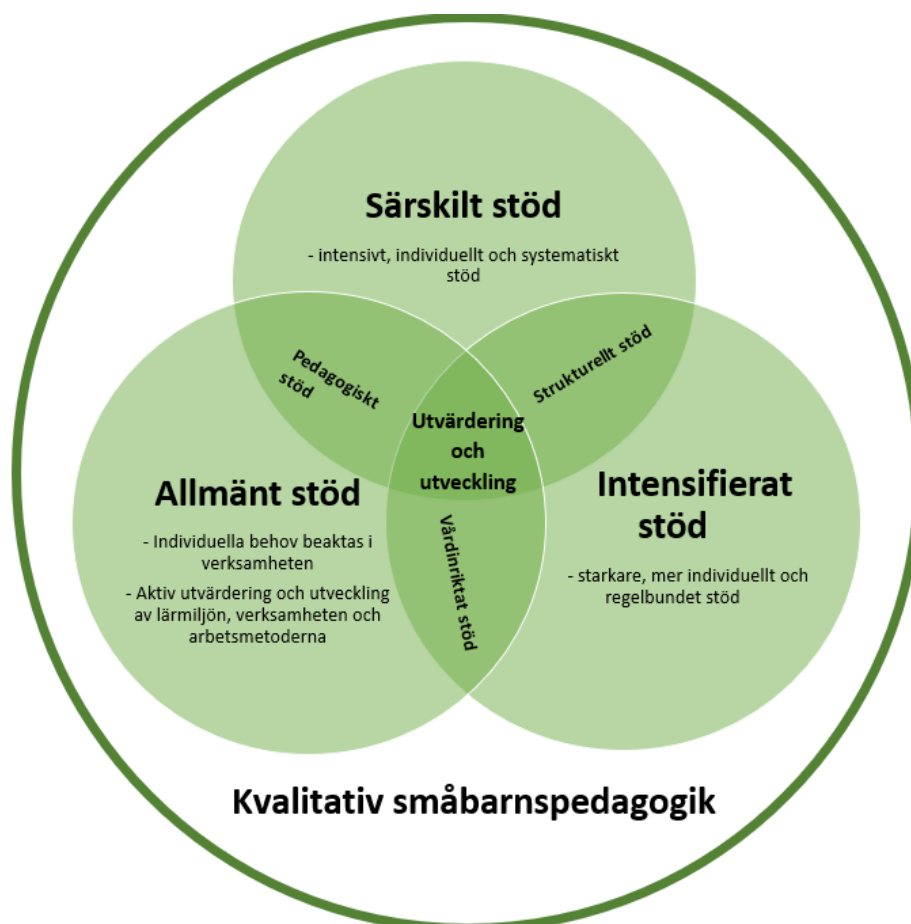 Särskilt stöd
- intensivt, individuellt och systematiskt
stöd
Pedagogiskt
stöd
Strukturellt stöd
Utvärdering
och
utveckling
Allmänt stöd
- Individuella behov beaktas i
verksamheten
- Aktiv utvärdering och utveckling
av lärmiljön, verksamheten och
arbetsmetoderna
Vårdinriktat stöd
Intensifierat
stöd
- starkare, mer individuellt och
regelbundet stöd
Kvalitativ småbarnspedagogik